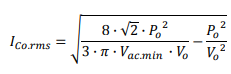 I_{Co.rms} = \sqrt{\frac{8 \cdot \sqrt{2} \cdot P_o^2}{3 \cdot \pi \cdot V_{ac.min} \cdot V_o} - \frac{P_o^2}{V_o^2}}